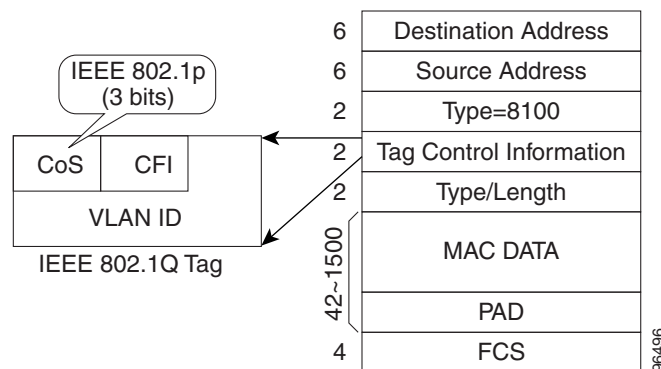 IEEE 802.1p
(3 bits)
CoS
CFI
VLAN ID
IEEE 802.1Q Tag
6 Destination Address
6 Source Address
2 Type=8100
2 Tag Control Information
2 Type/Length
42~1500
MAC DATA
PAD
4 FCS
96496